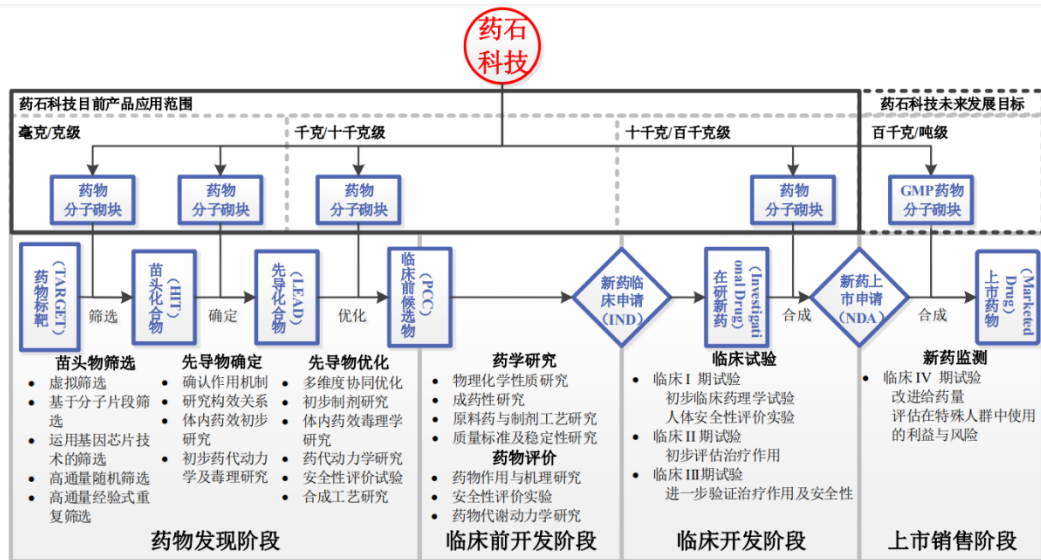 药石
科技
药石科技目前产品应用范围
药石科技未来发展目标
毫克/克级
千克/十千克级
十千克/百千克级
百千克/吨级
药物
分子砌块
药物
分子砌块
药物
分子砌块
药物
分子砌块
GMP药物
分子砌块
药物标靶
(TARGET)
筛选
苗头化合物
(HIT)
确定
先导化合物
(LEAD)
优化
临床前候选物
(PCC)
新药临
床申请
(IND)
在研新药
(Investigati
onal Drug)
合成
新药上
市申请
(NDA)
合成
上市药物
(Marketed
Drug)
苗头物筛选
● 虚拟筛选
● 基于分子片段筛
选
● 运用基因芯片技
术的筛选
● 高通量随机筛选
● 高通量经验式重
复筛选
先导物确定
● 确认作用机制
● 研究构效关系
● 体内药效初步
研究
● 初步药代动力
学及毒理研究
先导物优化
● 多维度协同优化
● 初步制剂研究
● 体内药效毒理学
研究
● 药代动力学研究
● 安全性评价试验
● 合成工艺研究
药学研究
● 物理化学性质研究
● 成药性研究
● 原料药与制剂工艺研究
● 质量标准及稳定性研究
药物评价
● 药物作用与机理研究
● 安全性评价实验
● 药物代谢动力学研究
临床试验
● 临床Ⅰ 期试验
初步临床药理学试验
人体安全性评价实验
● 临床Ⅱ期试验
初步评估治疗作用
● 临床Ⅲ期试验
进一步验证治疗作用及安全性
新药监测
● 临床Ⅳ 期试验
改进给药量
评估在特殊人群中使用
的利益与风险
药物发现阶段
临床前开发阶段
临床开发阶段
上市销售阶段